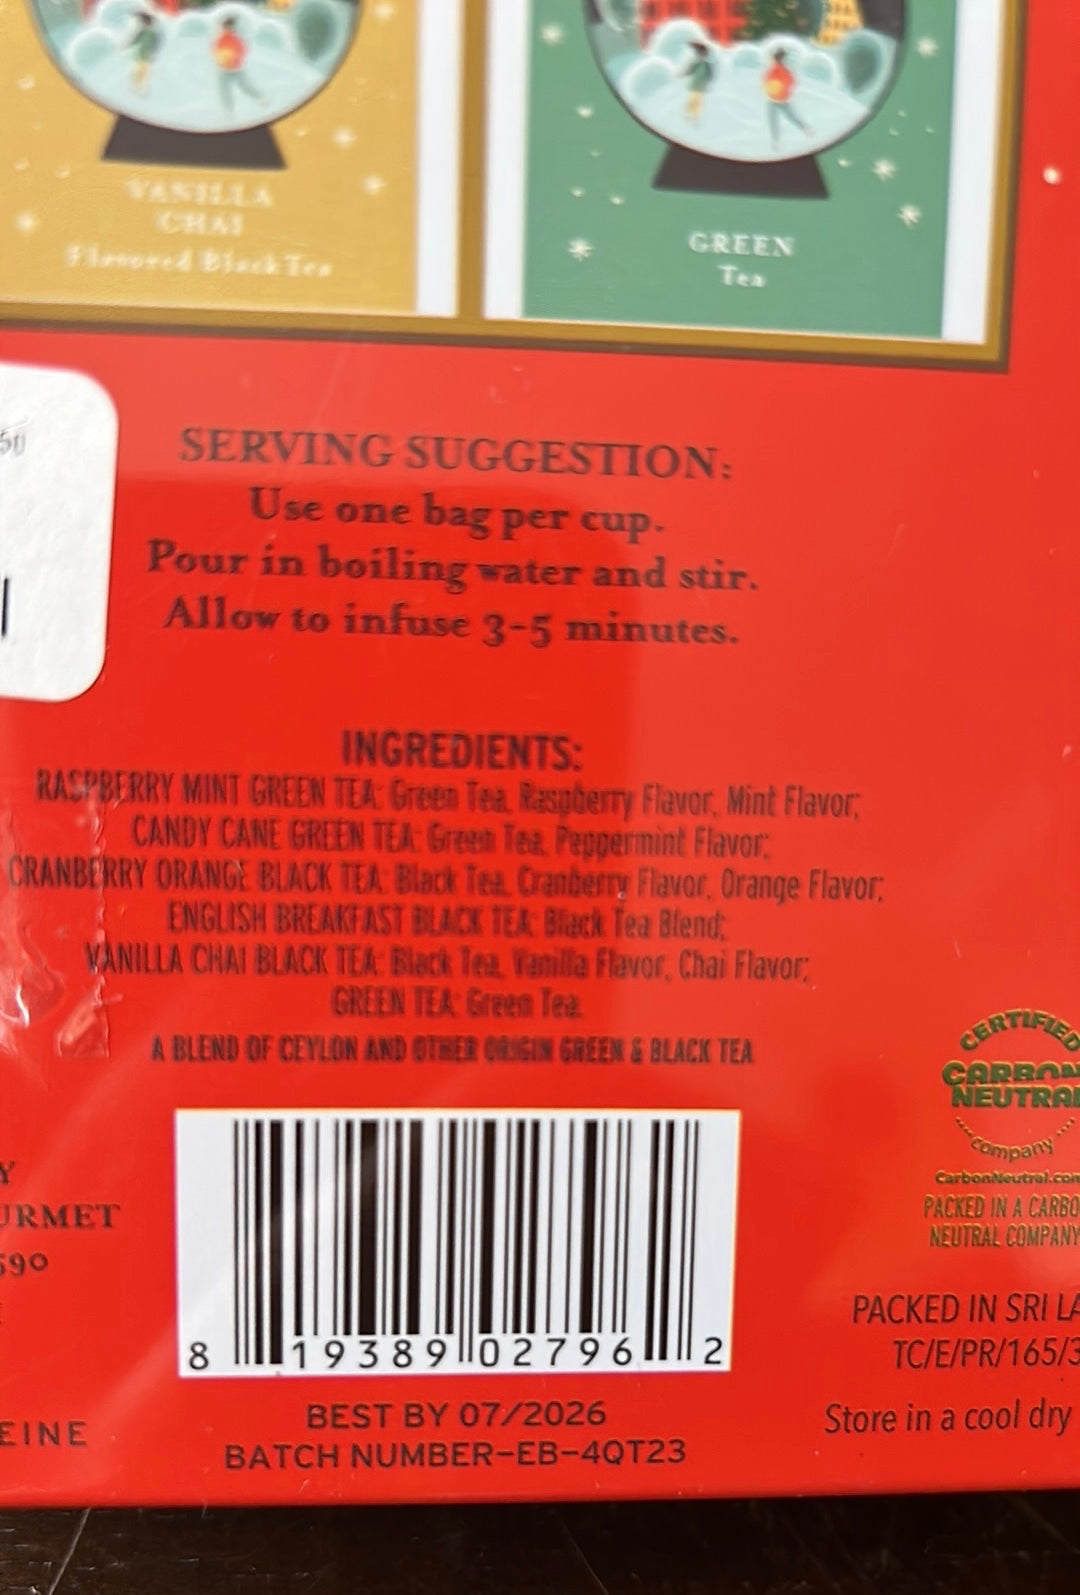 VANILLA
CHAI
Flavored Black Tea
GREEN
Tea
50
SERVING SUGGESTION:
Use one bag per cup.
Pour in boiling water and stir.
Allow to infuse 3-5 minutes.
INGREDIENTS:
RASPBERRY MINT GREEN TEA: Green Tea, Raspberry Flavor, Mint Flavor;
CANDY CANE GREEN TEA: Green Tea, Peppermint Flavor;
CRANBERRY ORANGE BLACK TEA: Black Tea, Cranberry Flavor, Orange Flavor;
ENGLISH BREAKFAST BLACK TEA: Black Tea Blend;
VANILLA CHAI BLACK TEA: Black Tea, Vanilla Flavor, Chai Flavor;
GREEN TEA: Green Tea.
A BLEND OF CEYLON AND OTHER ORIGIN GREEN & BLACK TEA
CERTIFIED
CARBON
NEUTRAL
company
CarbonNeutral.com
PACKED IN A CARBO
NEUTRAL COMPANY
Y
URMET
590
EINE
8 19389 02796 2
PACKED IN SRI LA
TC/E/PR/165/3
Store in a cool dry
BEST BY 07/2026
BATCH NUMBER-EB-4QT23